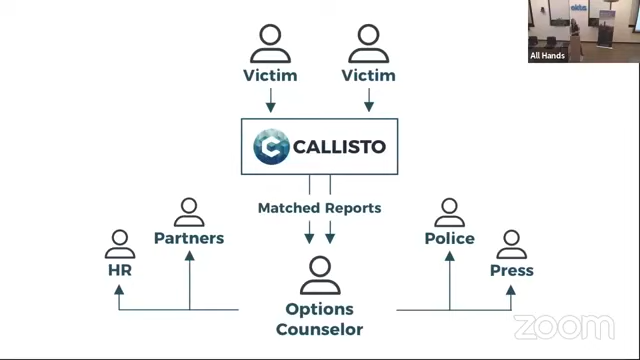 All Hands
Victim Victim
CALLISTO
Matched Reports
Partners
Police
HR
Press
Options
Counselor
zoom